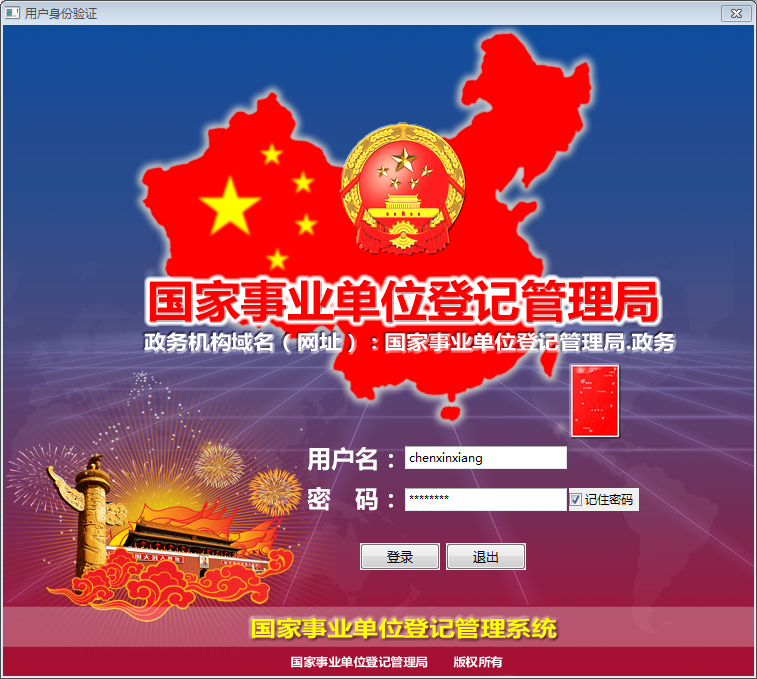 用户身份验证
国家事业单位登记管理局
政务机构域名（网址）：国家事业单位登记管理局.政务
用户名：
chenxinxiang
密 码：
********
记住密码
登录 退出
国家事业单位登记管理系统
国家事业单位登记管理局 版权所有